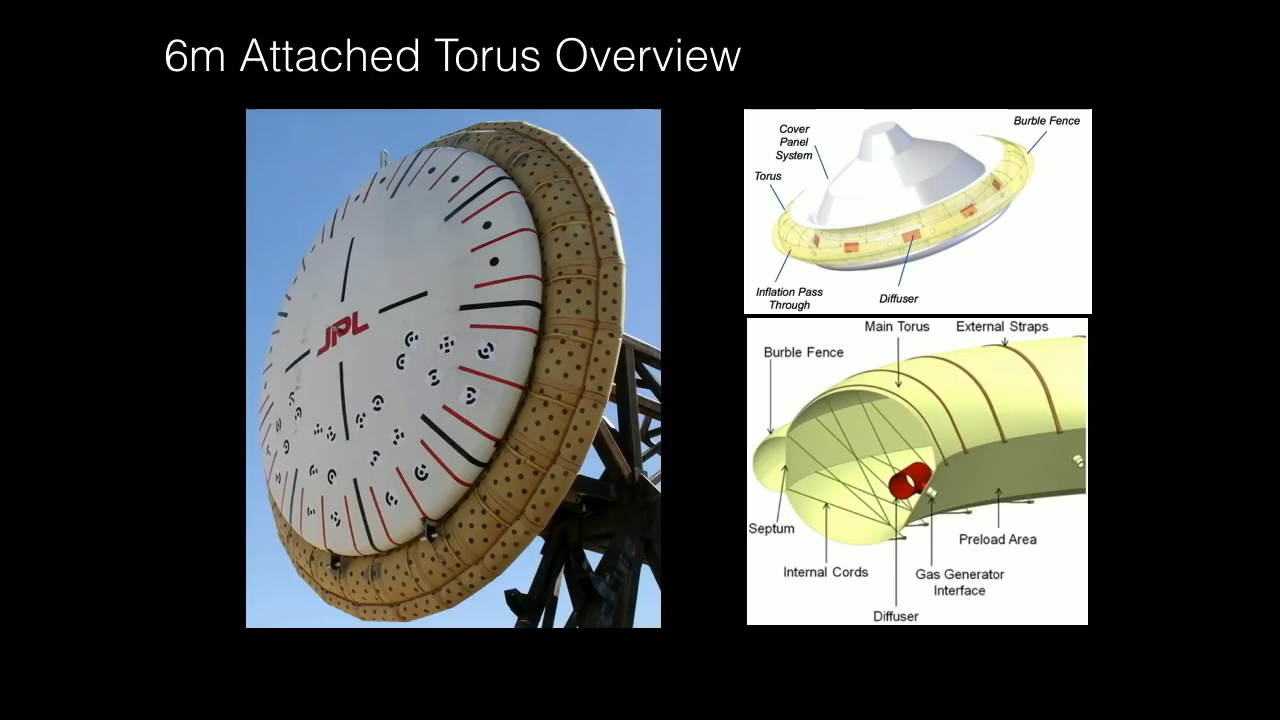 6m Attached Torus Overview
JPL
Cover
Panel
System
Burble Fence
Torus
Inflation Pass
Through
Diffuser
Main Torus
External Straps
Burble Fence
Septum
Internal Cords
Preload Area
Gas Generator
Interface
Diffuser